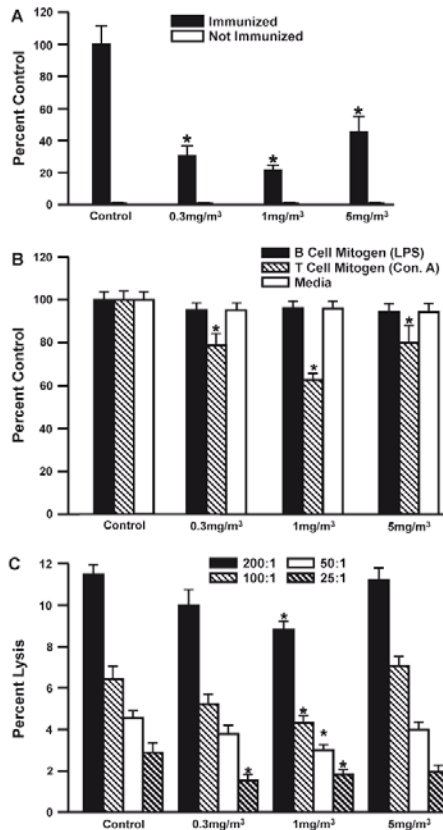 A
Immunized
Not Immunized
Percent Control
120
100
80
60
40
20
0
* * *
Control 0.3mg/m³ 1mg/m³ 5mg/m³
B
B Cell Mitogen (LPS)
T Cell Mitogen (Con. A)
Media
Percent Control
120
100
80
60
40
20
0
* * *
Control 0.3mg/m³ 1mg/m³ 5mg/m³
C
200:1 50:1
100:1 25:1
Percent Lysis
12
10
8
6
4
2
0
* * * * *
Control 0.3mg/m³ 1mg/m³ 5mg/m³